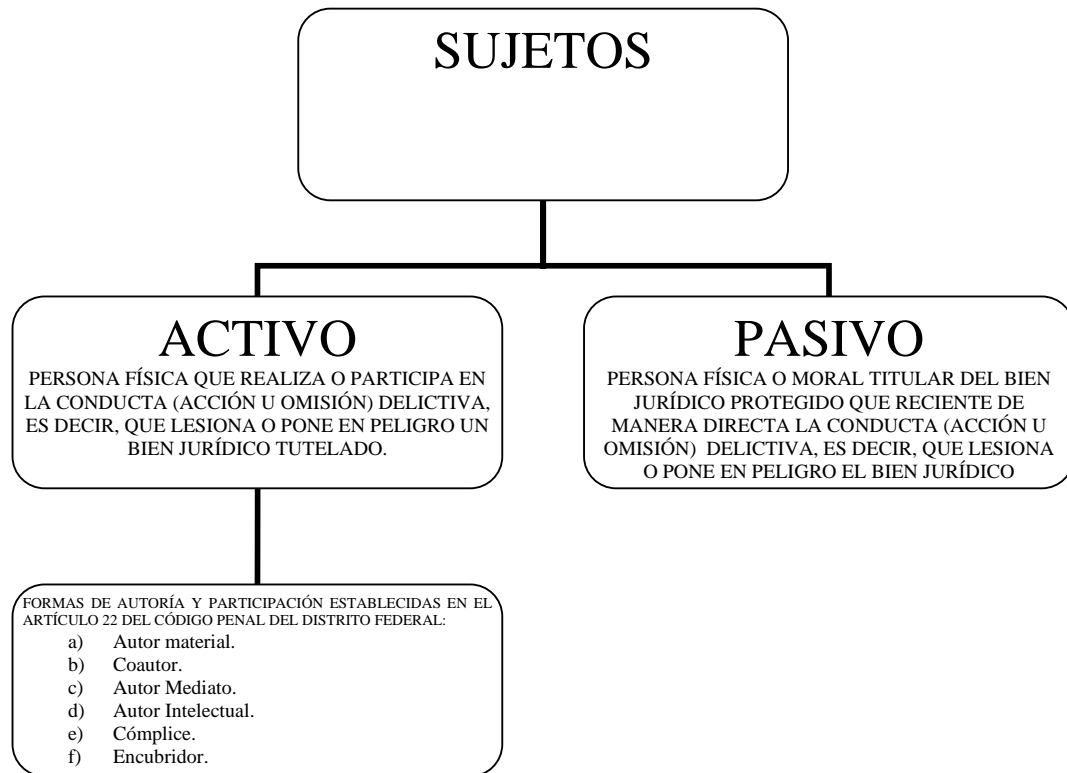 SUJETOS
ACTIVO
PERSONA FÍSICA QUE REALIZA O PARTICIPA EN
LA CONDUCTA (ACCIÓN U OMISIÓN) DELICTIVA,
ES DECIR, QUE LESIONA O PONE EN PELIGRO UN
BIEN JURÍDICO TUTELADO.
PASIVO
PERSONA FÍSICA O MORAL TITULAR DEL BIEN
JURÍDICO PROTEGIDO QUE RECIENTE DE
MANERA DIRECTA LA CONDUCTA (ACCIÓN U
OMISIÓN) DELICTIVA, ES DECIR, QUE LESIONA
O PONE EN PELIGRO EL BIEN JURÍDICO
FORMAS DE AUTORÍA Y PARTICIPACIÓN ESTABLECIDAS EN EL
ARTÍCULO 22 DEL CÓDIGO PENAL DEL DISTRITO FEDERAL:
a) Autor material.
b) Coautor.
c) Autor Mediato.
d) Autor Intelectual.
e) Cómplice.
f) Encubridor.